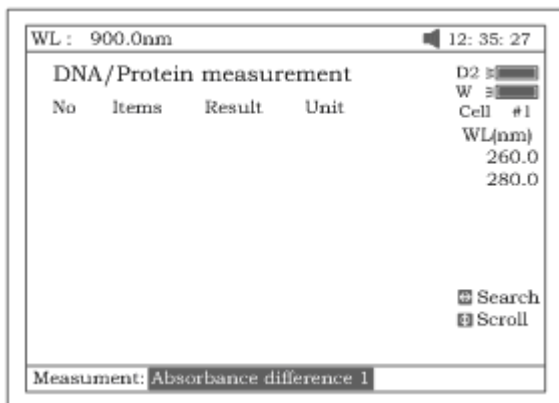 WL : 900.0nm 12: 35: 27
DNA/Protein measurement
No Items Result Unit
D2
W
Cell #1
WL(nm)
260.0
280.0
Search
Scroll
Measument: Absorbance difference 1